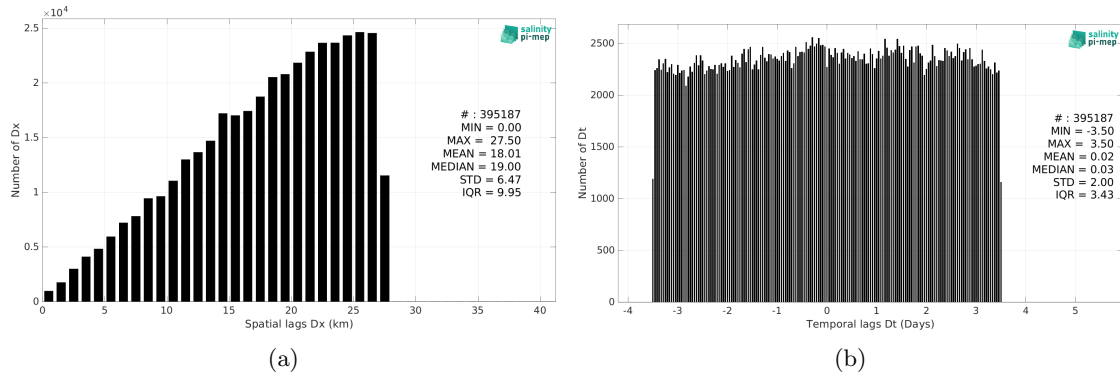 ×10⁴
2.5
2
1.5
1
0.5
0
0 5 10 15 20 25 30 35 40
Number of Dx
Spatial lags Dx (km)
salinity
pi-mep
# : 395187
MIN = 0.00
MAX = 27.50
MEAN = 18.01
MEDIAN = 19.00
STD = 6.47
IQR = 9.95
(a)
2500
2000
1500
1000
500
0
-4 -3 -2 -1 0 1 2 3 4 5
Number of Dt
Temporal lags Dt (Days)
salinity
pi-mep
# : 395187
MIN = -3.50
MAX = 3.50
MEAN = 0.02
MEDIAN = 0.03
STD = 2.00
IQR = 3.43
(b)